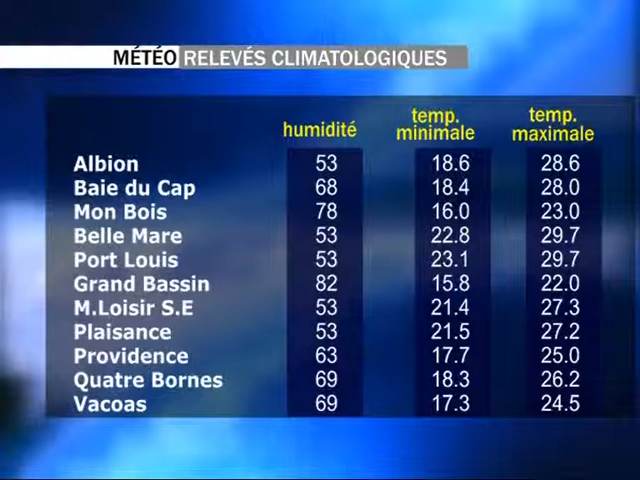 MÉTÉO RELEVÉS CLIMATOLOGIQUES
humidité temp. minimale temp. maximale
Albion 53 18.6 28.6
Baie du Cap 68 18.4 28.0
Mon Bois 78 16.0 23.0
Belle Mare 53 22.8 29.7
Port Louis 53 23.1 29.7
Grand Bassin 82 15.8 22.0
M.Loisir S.E 53 21.4 27.3
Plaisance 53 21.5 27.2
Providence 63 17.7 25.0
Quatre Bornes 69 18.3 26.2
Vacoas 69 17.3 24.5